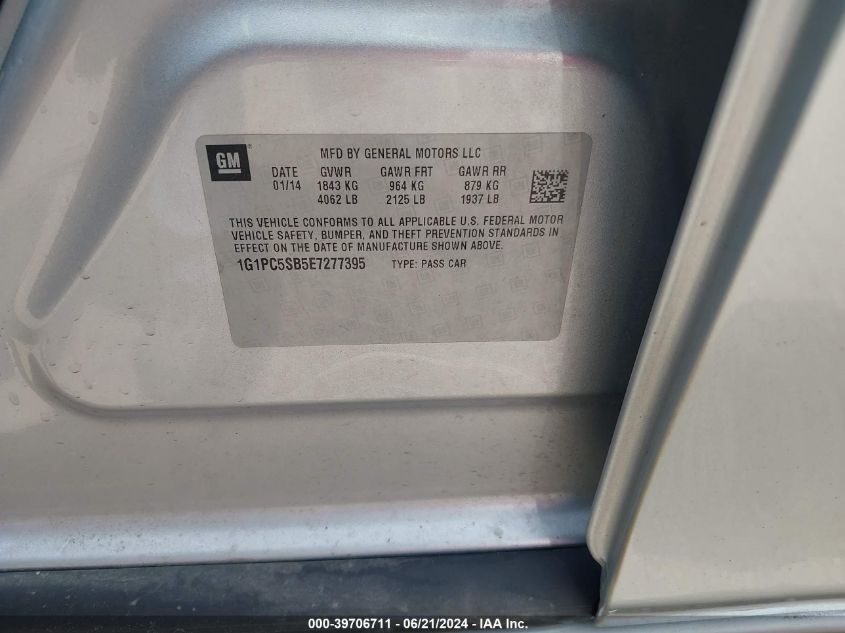 GM
MFD BY GENERAL MOTORS LLC
DATE GVWR GAWR FRT GAWR RR
01/14 1843 KG 964 KG 879 KG
4062 LB 2125 LB 1937 LB
THIS VEHICLE CONFORMS TO ALL APPLICABLE U.S. FEDERAL MOTOR
VEHICLE SAFETY, BUMPER, AND THEFT PREVENTION STANDARDS IN
EFFECT ON THE DATE OF MANUFACTURE SHOWN ABOVE.
1G1PC5SB5E7277395 TYPE: PASS CAR
000-39706711 - 06/21/2024 - IAA Inc.